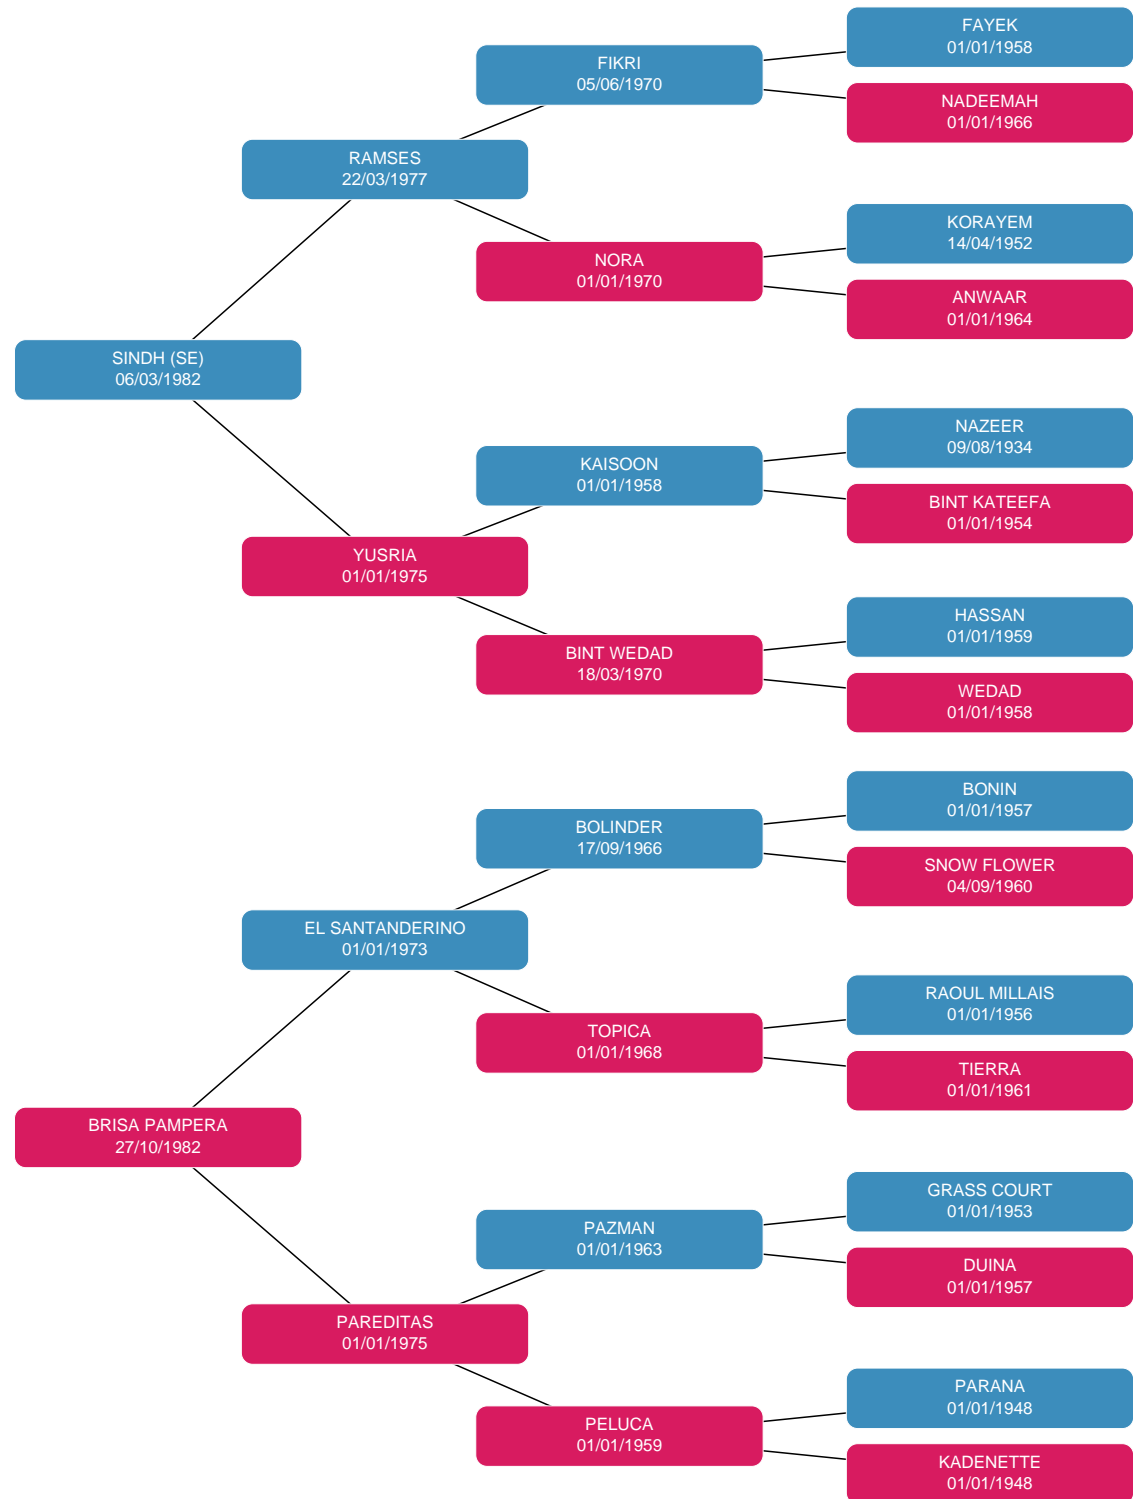 FAYEK
01/01/1958
FIKRI
05/06/1970
NADEEMAH
01/01/1966
RAMSES
22/03/1977
KORAYEM
14/04/1952
NORA
01/01/1970
ANWAAR
01/01/1964
SINDH (SE)
06/03/1982
NAZEER
09/08/1934
KAISOON
01/01/1958
BINT KATEEFA
01/01/1954
YUSRIA
01/01/1975
HASSAN
01/01/1959
BINT WEDAD
18/03/1970
WEDAD
01/01/1958
BONIN
01/01/1957
BOLINDER
17/09/1966
SNOW FLOWER
04/09/1960
EL SANTANDERINO
01/01/1973
RAOUL MILLAIS
01/01/1956
TOPICA
01/01/1968
TIERRA
01/01/1961
BRISA PAMPERA
27/10/1982
GRASS COURT
01/01/1953
PAZMAN
01/01/1963
DUINA
01/01/1957
PAREDITAS
01/01/1975
PARANA
01/01/1948
PELUCA
01/01/1959
KADENETTE
01/01/1948